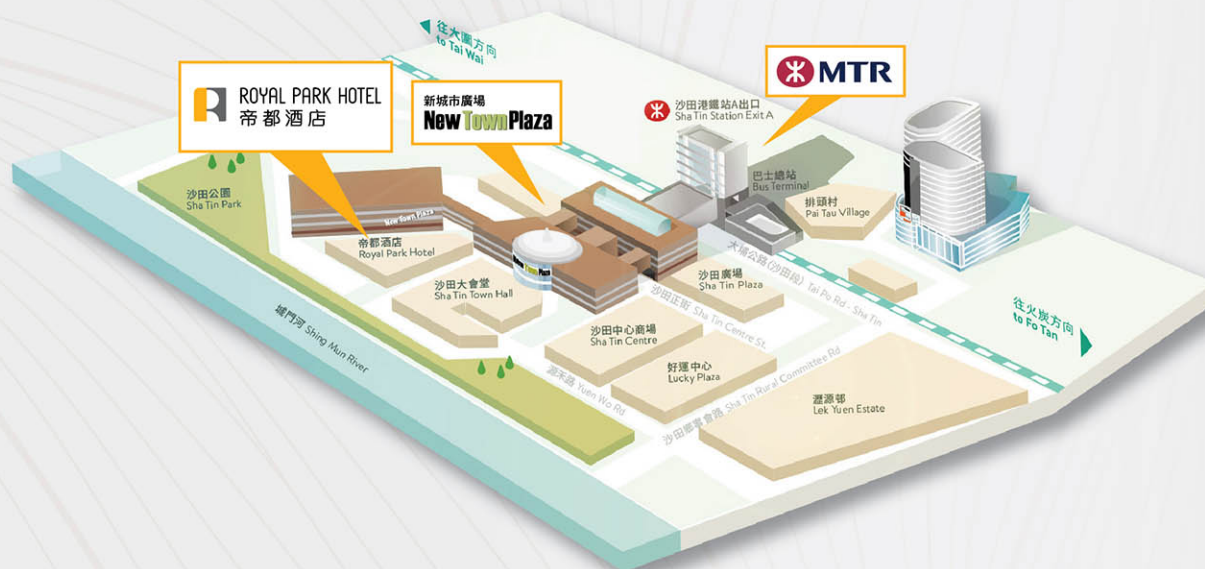 往大圍方向
to Tai Wai
ROYAL PARK HOTEL
帝都酒店
新城市廣場
New Town Plaza
MTR
沙田港鐵站A出口
Sha Tin Station Exit A
巴士總站
Bus Terminal
排頭村
Pai Tau Village
沙田公園
Sha Tin Park
New Town Plaza
帝都酒店
Royal Park Hotel
New Town Plaza
沙田大會堂
Sha Tin Town Hall
沙田廣場
Sha Tin Plaza
大埔公路(沙田段) Tai Po Rd - Sha Tin
沙田正街 Sha Tin Centre St.
往火炭方向
to Fo Tan
城門河 Shing Mun River
沙田中心商場
Sha Tin Centre
好運中心
Lucky Plaza
源禾路 Yuen Wo Rd
沙田鄉事會路 Sha Tin Rural Committee Rd
瀝源邨
Lek Yuen Estate